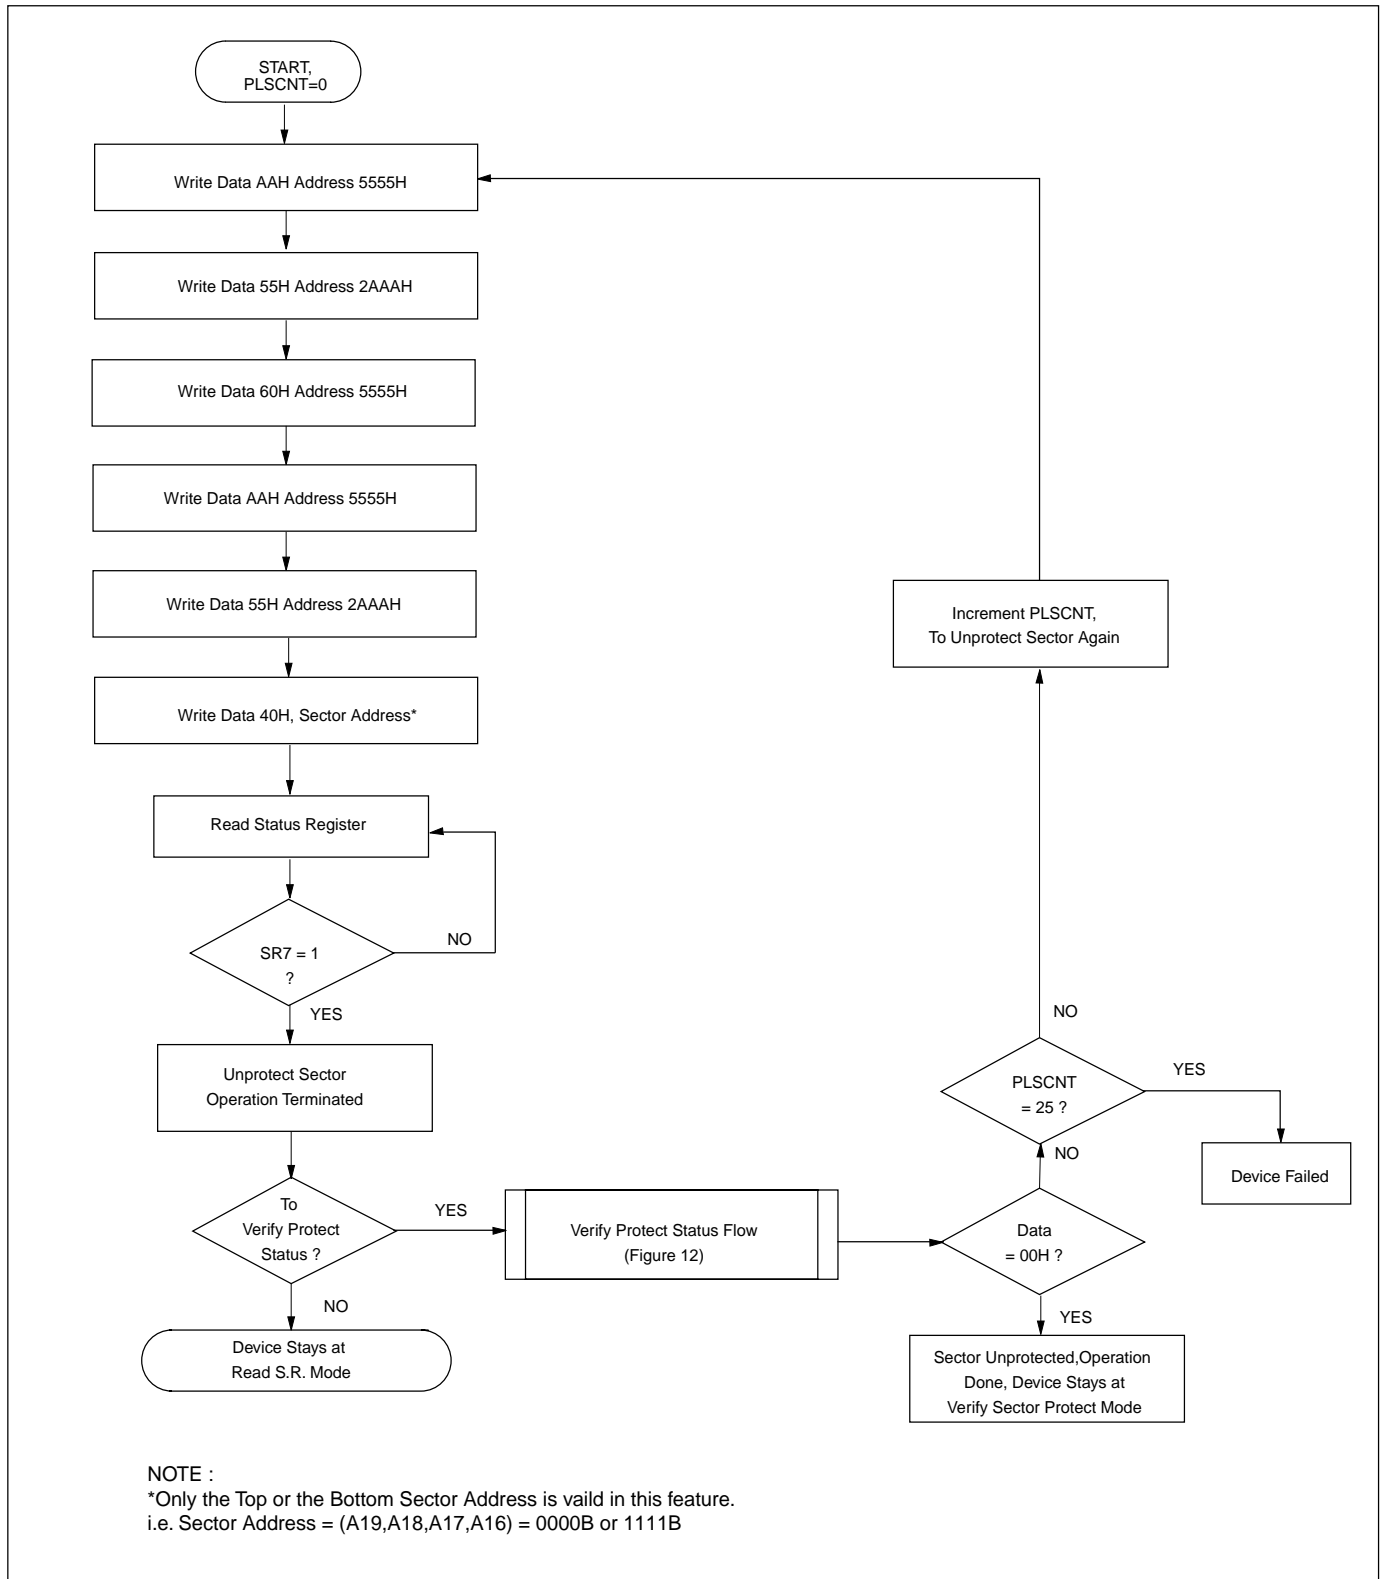 START,
PLSCNT=0
Write Data AAH Address 5555H
Write Data 55H Address 2AAAH
Write Data 60H Address 5555H
Write Data AAH Address 5555H
Write Data 55H Address 2AAAH
Write Data 40H, Sector Address*
Read Status Register
SR7 = 1
?
NO
YES
Unprotect Sector
Operation Terminated
To
Verify Protect
Status ?
YES
NO
Device Stays at
Read S.R. Mode
Verify Protect Status Flow
(Figure 12)
Data
= 00H ?
YES
Sector Unprotected,Operation
Done, Device Stays at
Verify Sector Protect Mode
NO
PLSCNT
= 25 ?
YES
Device Failed
NO
Increment PLSCNT,
To Unprotect Sector Again
NOTE :
*Only the Top or the Bottom Sector Address is vaild in this feature.
i.e. Sector Address = (A19,A18,A17,A16) = 0000B or 1111B